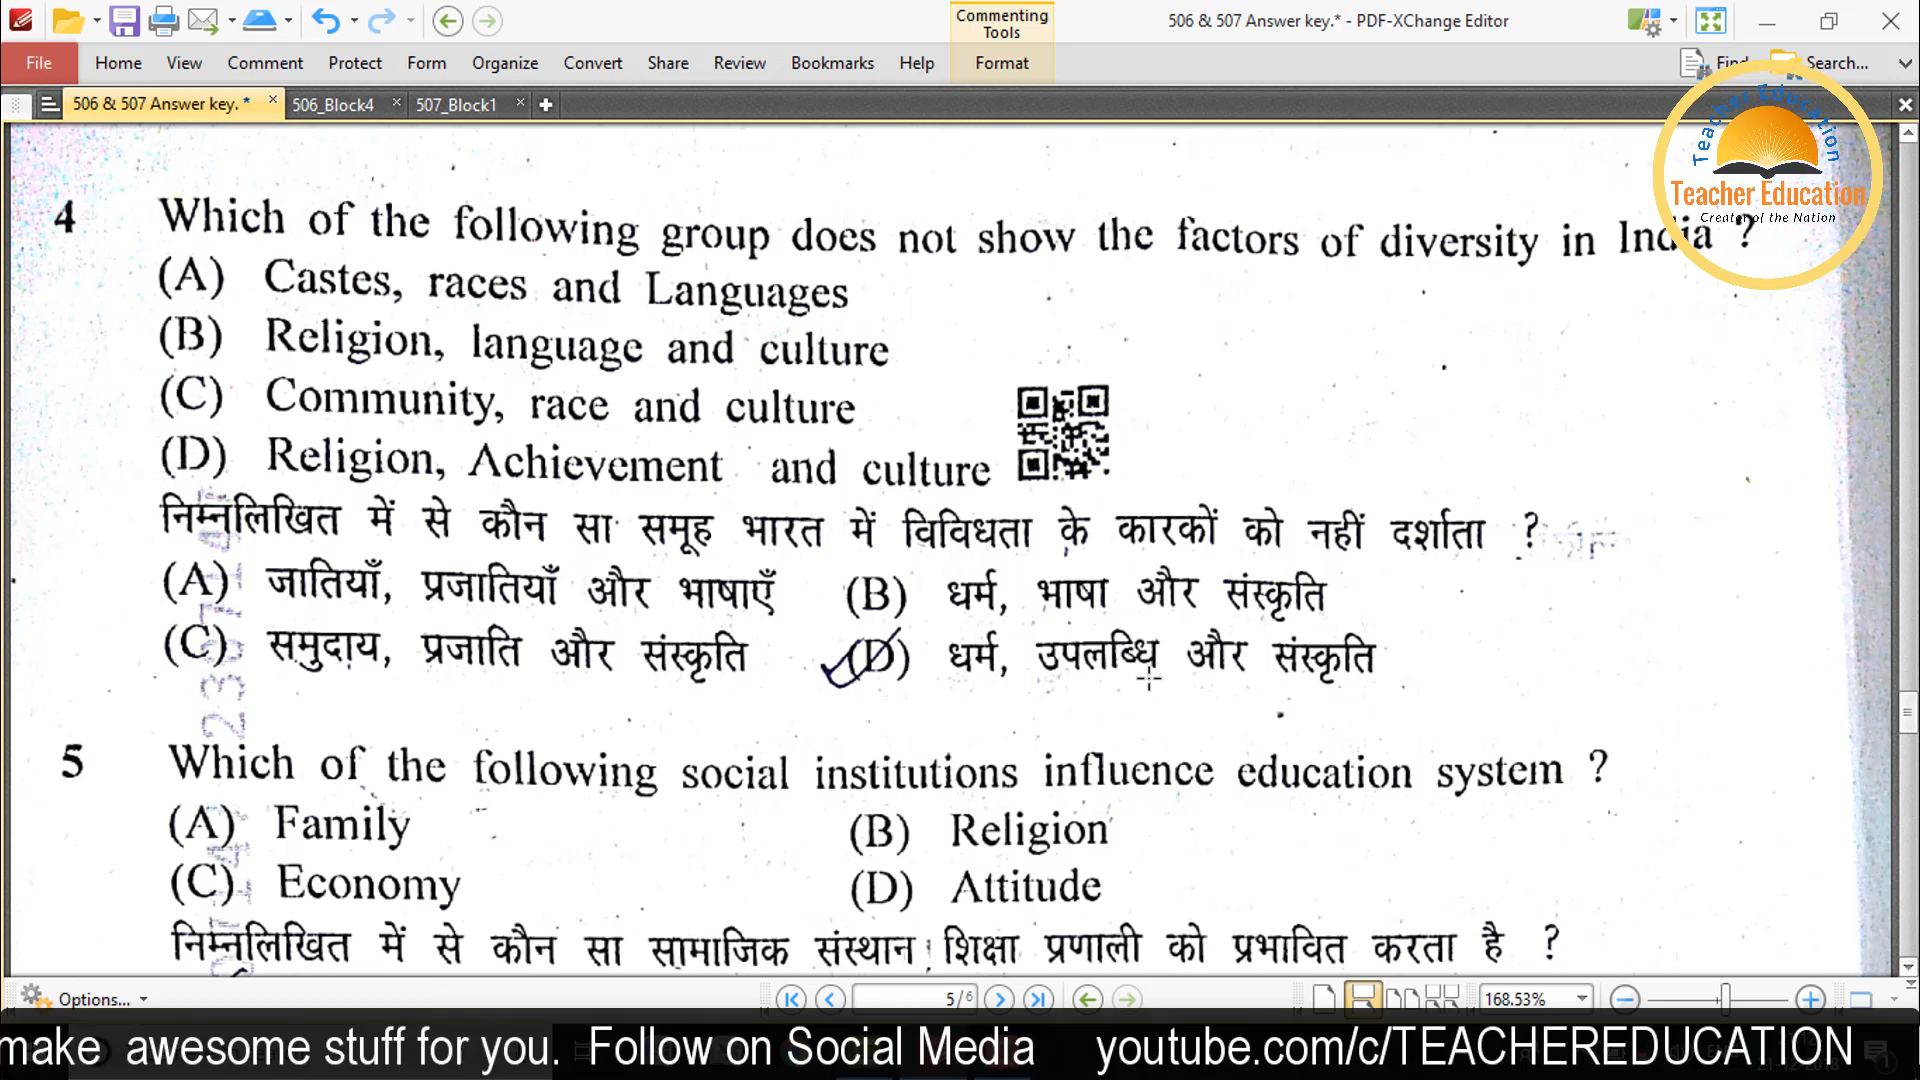 Commenting Tools
506 & 507 Answer key.* - PDF-XChange Editor
File Home View Comment Protect Form Organize Convert Share Review Bookmarks Help Format Find Search...
506 & 507 Answer key. * 506_Block4 507_Block1
Teacher Education
Teacher Education
Creater of the Nation
4 Which of the following group does not show the factors of diversity in India ?
(A) Castes, races and Languages
(B) Religion, language and culture
(C) Community, race and culture
(D) Religion, Achievement and culture
निम्नलिखित में से कौन सा समूह भारत में विविधता के कारकों को नहीं दर्शाता ?
(A) जातियाँ, प्रजातियाँ और भाषाएँ (B) धर्म, भाषा और संस्कृति
(C) समुदाय, प्रजाति और संस्कृति (D) धर्म, उपलब्धि और संस्कृति
5 Which of the following social institutions influence education system ?
(A) Family (B) Religion
(C) Economy (D) Attitude
निम्नलिखित में से कौन सा सामाजिक संस्थान शिक्षा प्रणाली को प्रभावित करता है ?
Options... 5 / 6 168.53%
make awesome stuff for you. Follow on Social Media youtube.com/c/TEACHEREDUCATION